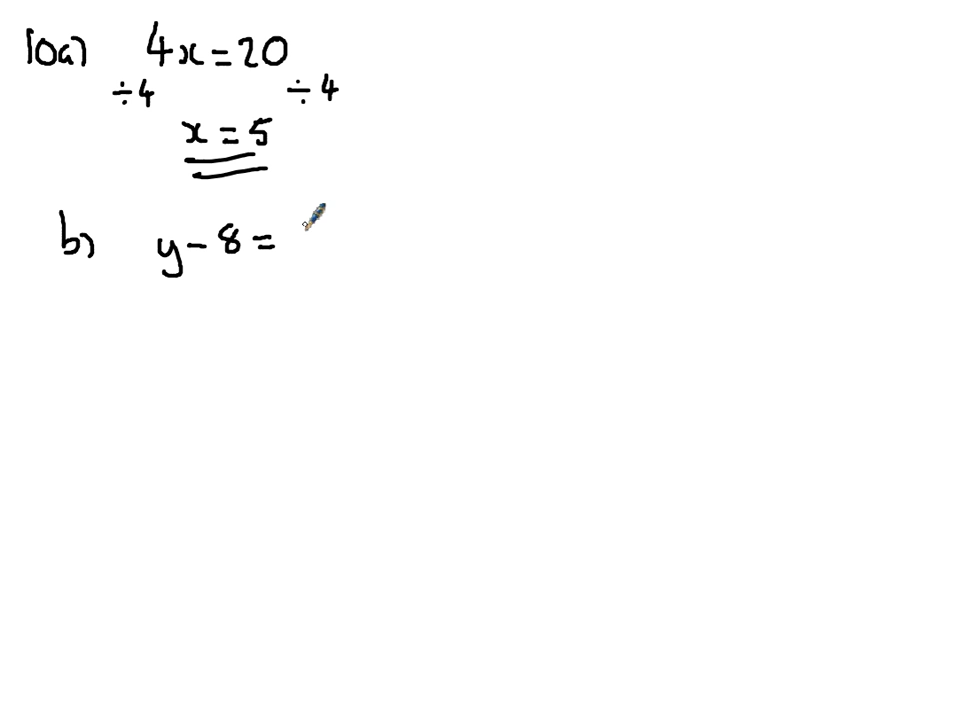 10a) 4x = 20
÷4 ÷4
x = 5
b) y - 8 =